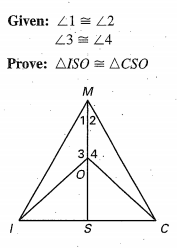 Given: ∠1 ≅ ∠2
∠3 ≅ ∠4
Prove: △ISO ≅ △CSO
M
1 2
3 4
O
I S C